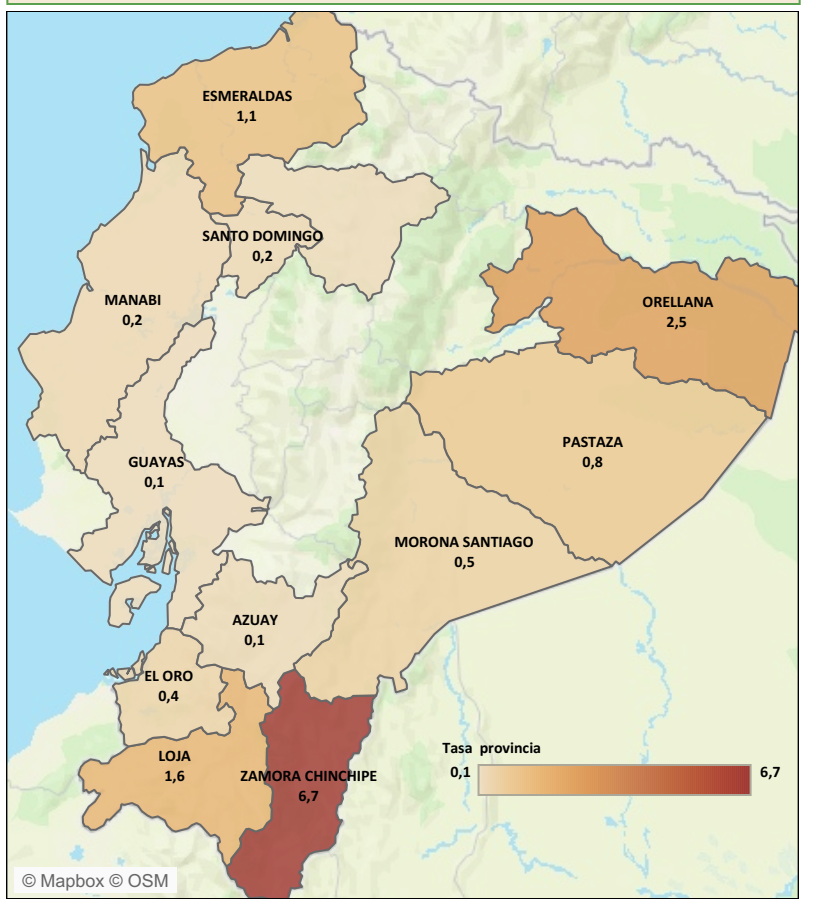 ESMERALDAS
1,1
SANTO DOMINGO
0,2
MANABI
0,2
ORELLANA
2,5
PASTAZA
0,8
GUAYAS
0,1
MORONA SANTIAGO
0,5
AZUAY
0,1
EL ORO
0,4
LOJA
1,6
ZAMORA CHINCHIPE
6,7
Tasa provincia
0,1
6,7
© Mapbox © OSM